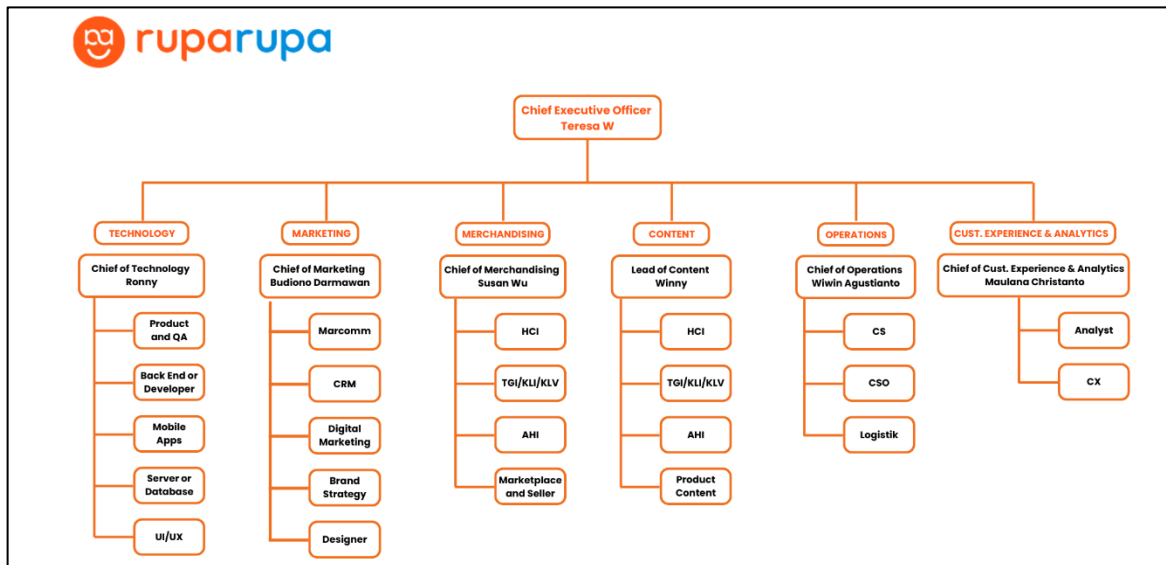 ruparupa
Chief Executive Officer
Teresa W
TECHNOLOGY
Chief of Technology
Ronny
Product
and QA
Back End or
Developer
Mobile
Apps
Server or
Database
UI/UX
MARKETING
Chief of Marketing
Budiono Darmawan
Marcomm
CRM
Digital
Marketing
Brand
Strategy
Designer
MERCHANDISING
Chief of Merchandising
Susan Wu
HCI
TGI/KLI/KLV
AHI
Marketplace
and Seller
CONTENT
Lead of Content
Winny
HCI
TGI/KLI/KLV
AHI
Product
Content
OPERATIONS
Chief of Operations
Wiwin Agustianto
CS
CSO
Logistik
CUST. EXPERIENCE & ANALYTICS
Chief of Cust. Experience & Analytics
Maulana Christanto
Analyst
CX